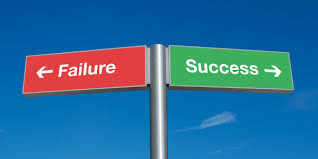 ← Failure
Success →